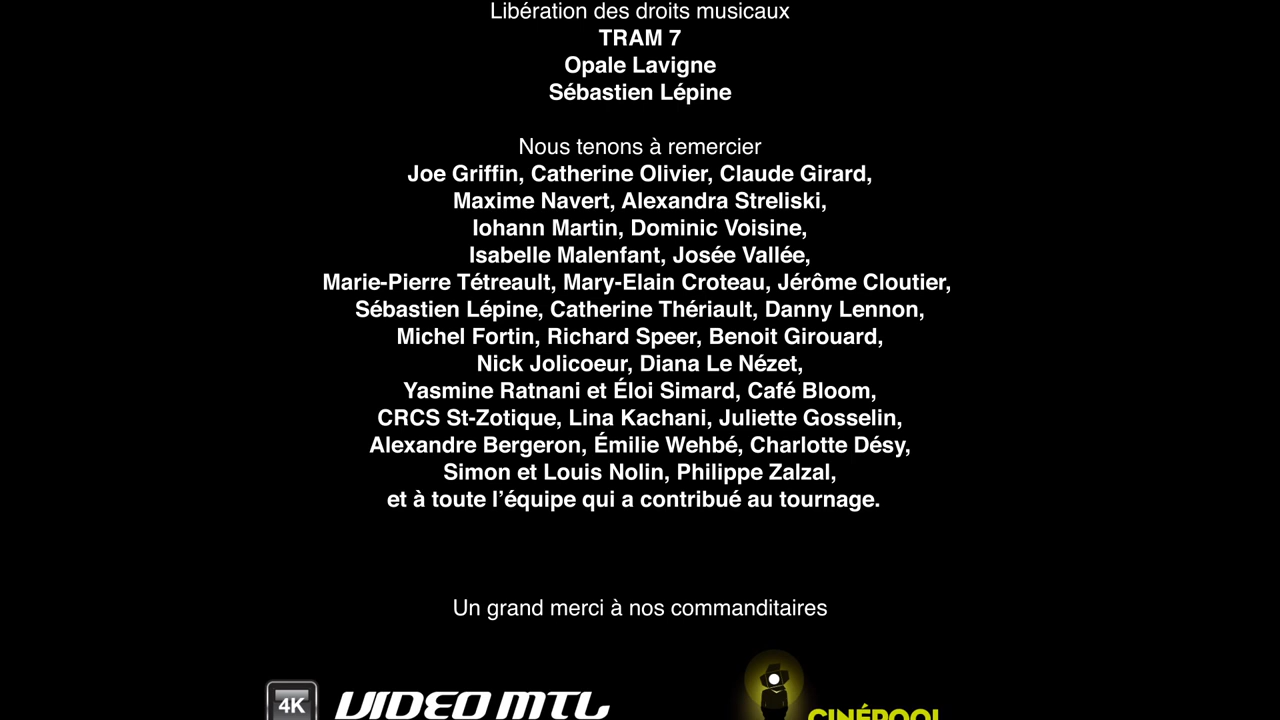 Libération des droits musicaux
TRAM 7
Opale Lavigne
Sébastien Lépine
Nous tenons à remercier
Joe Griffin, Catherine Olivier, Claude Girard,
Maxime Navert, Alexandra Streliski,
Iohann Martin, Dominic Voisine,
Isabelle Malenfant, Josée Vallée,
Marie-Pierre Tétreault, Mary-Elain Croteau, Jérôme Cloutier,
Sébastien Lépine, Catherine Thériault, Danny Lennon,
Michel Fortin, Richard Speer, Benoit Girouard,
Nick Jolicoeur, Diana Le Nézet,
Yasmine Ratnani et Éloi Simard, Café Bloom,
CRCS St-Zotique, Lina Kachani, Juliette Gosselin,
Alexandre Bergeron, Émilie Wehbé, Charlotte Désy,
Simon et Louis Nolin, Philippe Zalzal,
et à toute l’équipe qui a contribué au tournage.
Un grand merci à nos commanditaires
4K VIDEO MTL CINÉPOOL